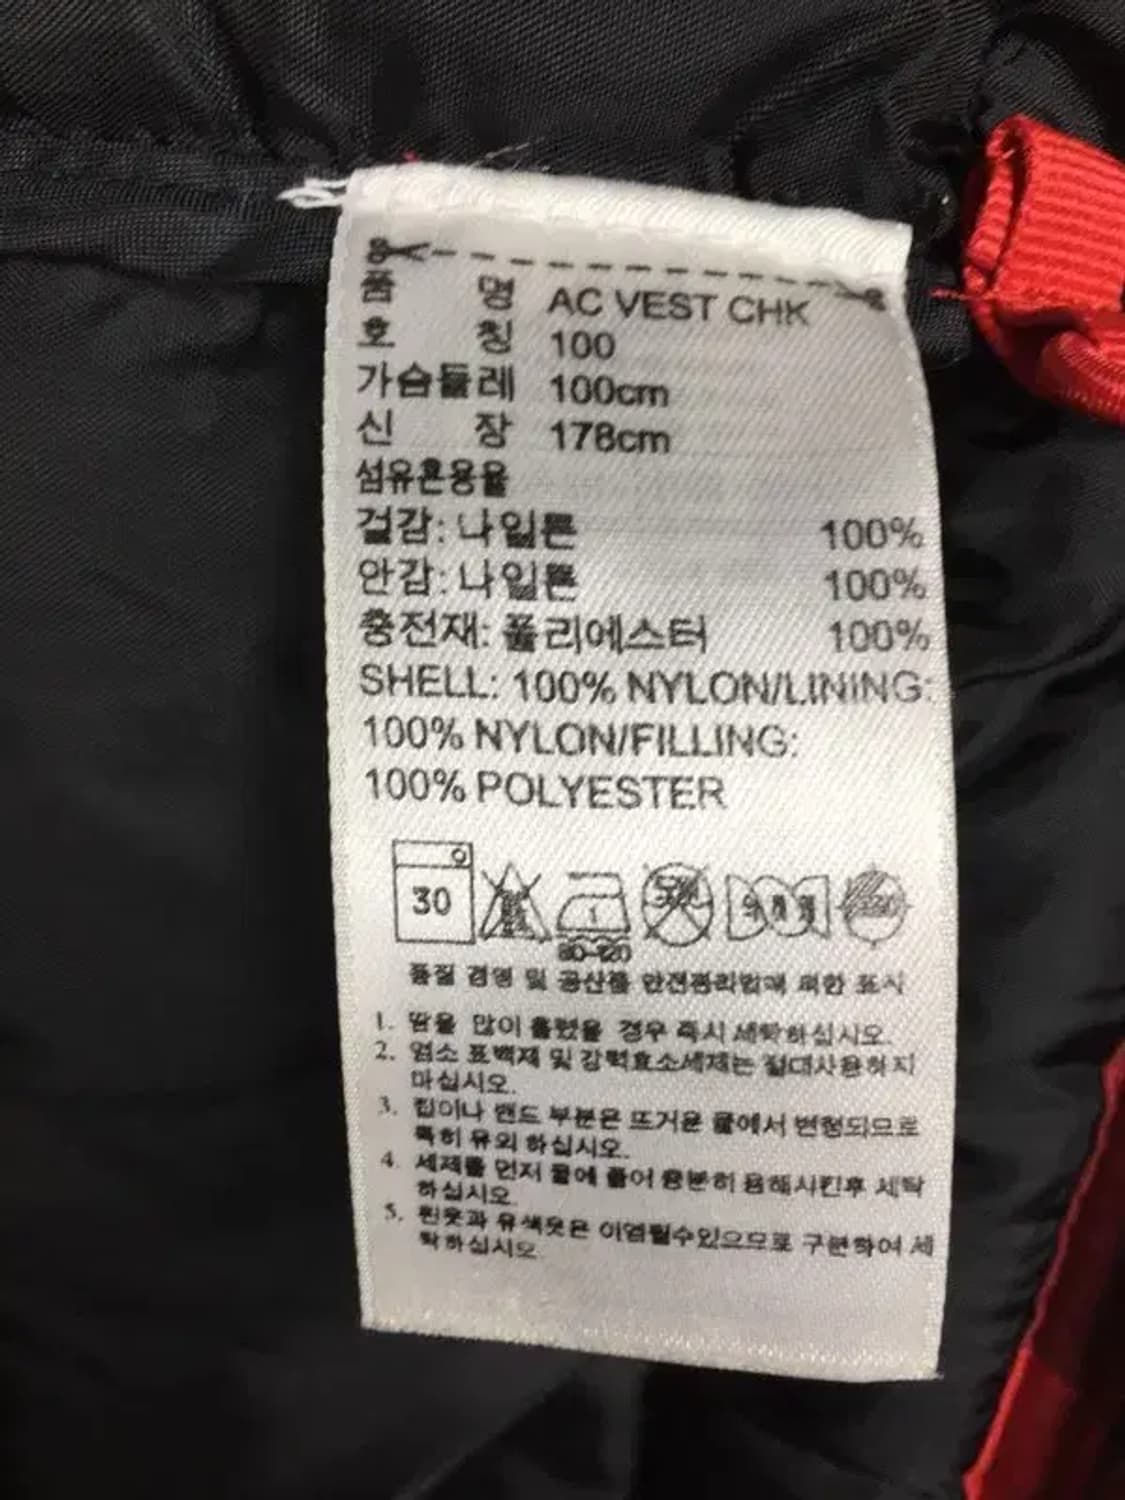 품 명 AC VEST CHK
호 칭 100
가슴둘레 100cm
신 장 178cm
섬유혼용율
겉감: 나일론 100%
안감: 나일론 100%
충전재: 폴리에스터 100%
SHELL: 100% NYLON/LINING:
100% NYLON/FILLING:
100% POLYESTER
30
80-120
품질 경영 및 공산품 안전관리법에 의한 표시
1. 땀을 많이 흘렸을 경우 즉시 세탁하십시오.
2. 염소 표백제 및 강력효소세제는 절대사용하지
마십시오.
3. 캡이나 밴드 부분은 뜨거운 물에서 변형되므로
특히 유의 하십시오.
4. 세제를 먼저 물에 풀어 충분히 용해시킨후 세탁
하십시오.
5. 흰옷과 유색옷은 이염될수있으므로 구분하여 세
탁하십시오